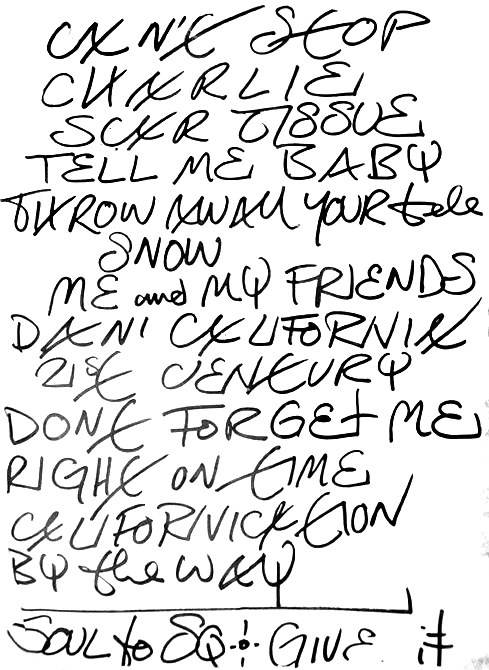 CAN'T STOP
CHARLIE
SCAR TISSUE
TELL ME BABY
THROW AWAY YOUR tele
SNOW
ME and MY FRIENDS
DANI CALIFORNIA
21st CENTURY
DONT FORGET ME
RIGHT ON TIME
CALIFORNICATION
BY the WAY
SOUL to SQ ÷ GIVE it